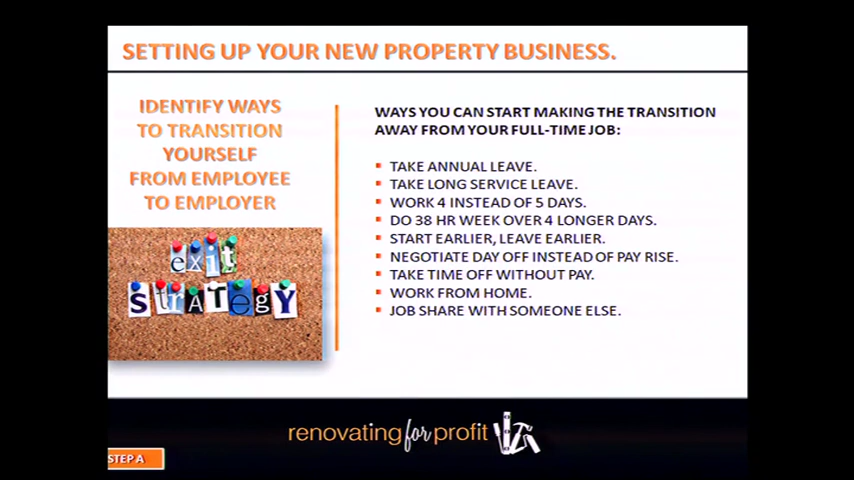 SETTING UP YOUR NEW PROPERTY BUSINESS.
IDENTIFY WAYS
TO TRANSITION
YOURSELF
FROM EMPLOYEE
TO EMPLOYER
exit
STrATegY
WAYS YOU CAN START MAKING THE TRANSITION
AWAY FROM YOUR FULL-TIME JOB:
TAKE ANNUAL LEAVE.
TAKE LONG SERVICE LEAVE.
WORK 4 INSTEAD OF 5 DAYS.
DO 38 HR WEEK OVER 4 LONGER DAYS.
START EARLIER, LEAVE EARLIER.
NEGOTIATE DAY OFF INSTEAD OF PAY RISE.
TAKE TIME OFF WITHOUT PAY.
WORK FROM HOME.
JOB SHARE WITH SOMEONE ELSE.
renovating for profit
STEP A